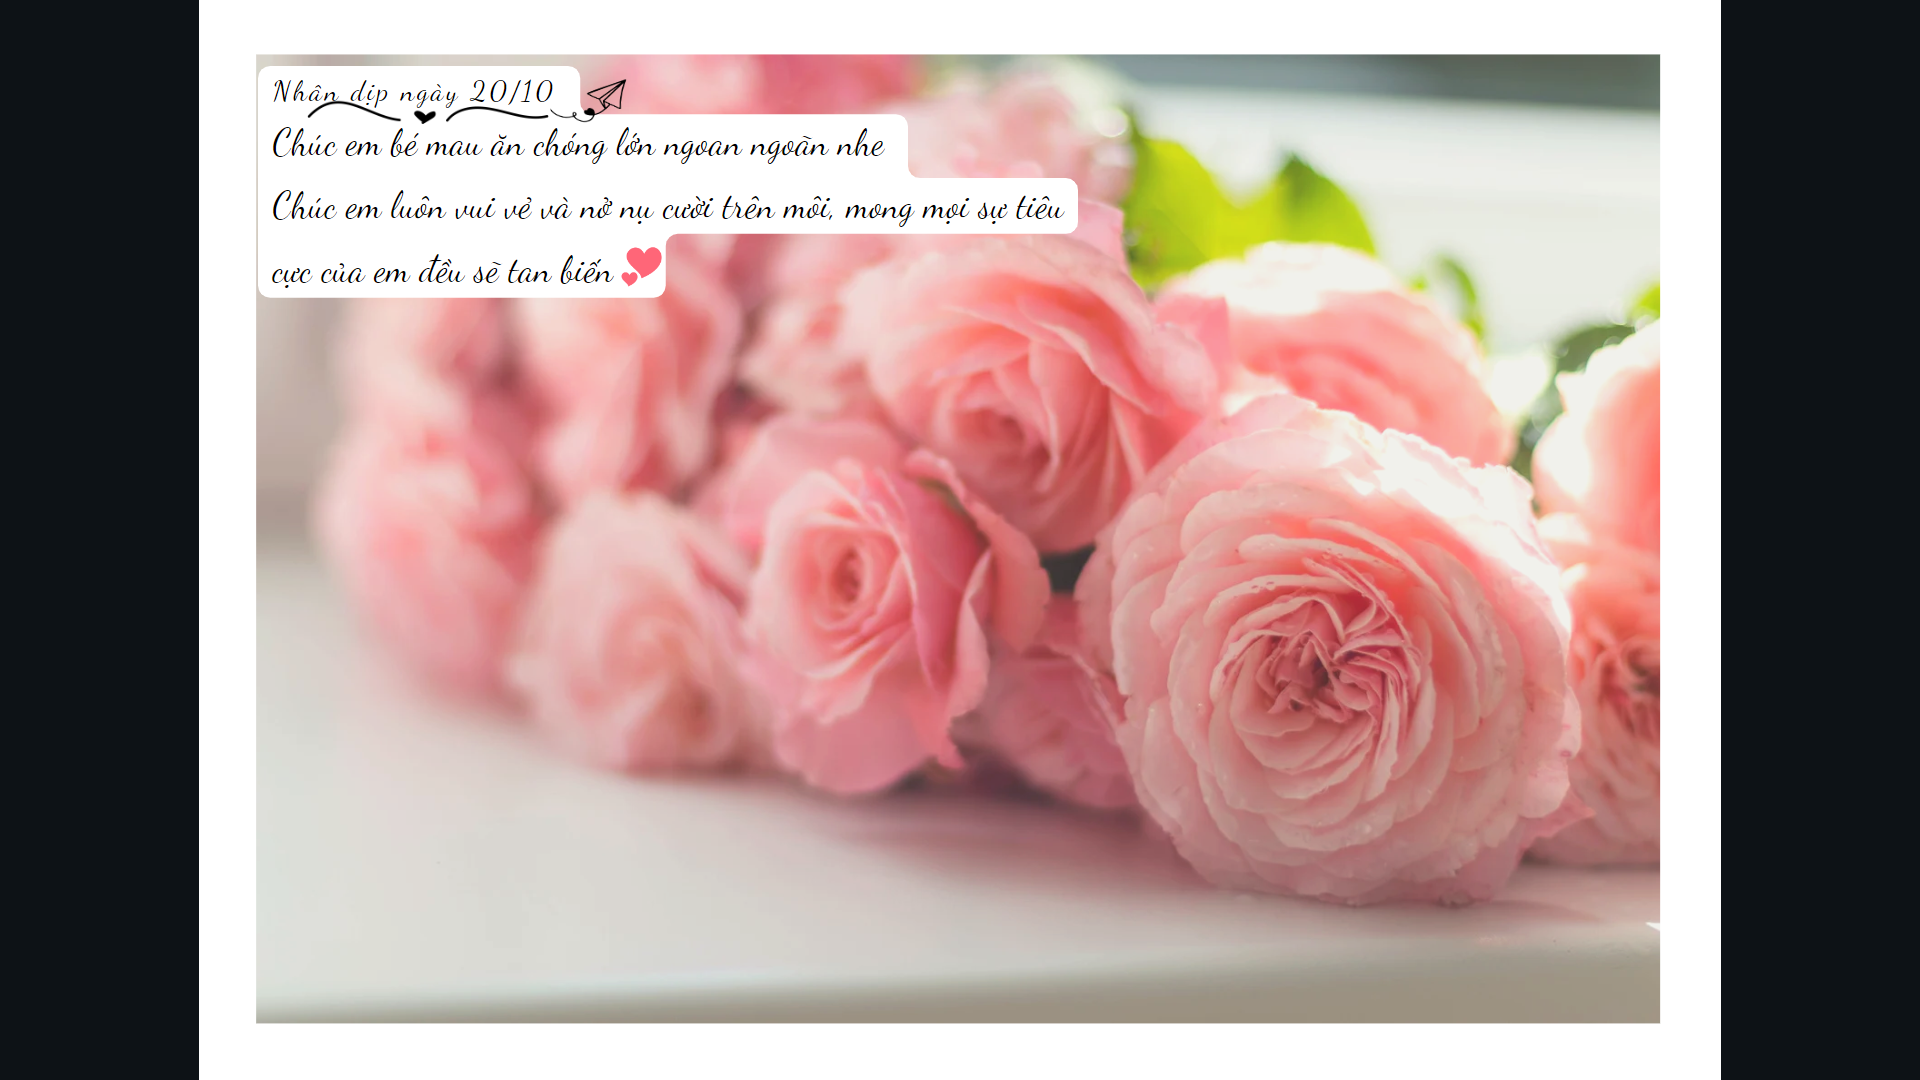 Nhân dịp ngày 20/10
Chúc em bé mau ăn chóng lớn ngoan ngoãn nhe
Chúc em luôn vui vẻ và nở nụ cười trên môi, mong mọi sự tiêu
cực của em đều sẽ tan biến 💕